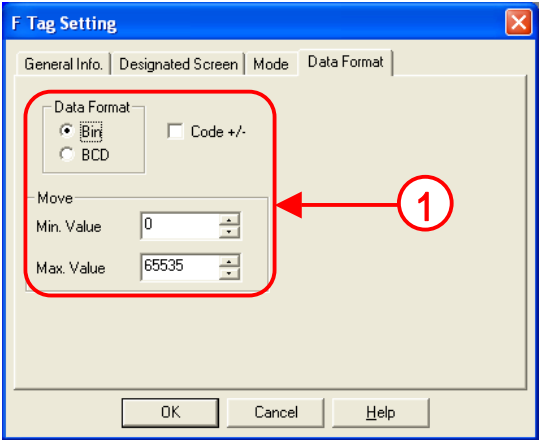 F Tag Setting
General Info. Designated Screen Mode Data Format
Data Format
Bin Code +/-
BCD
1
Move
Min. Value 0
Max. Value 65535
OK Cancel Help